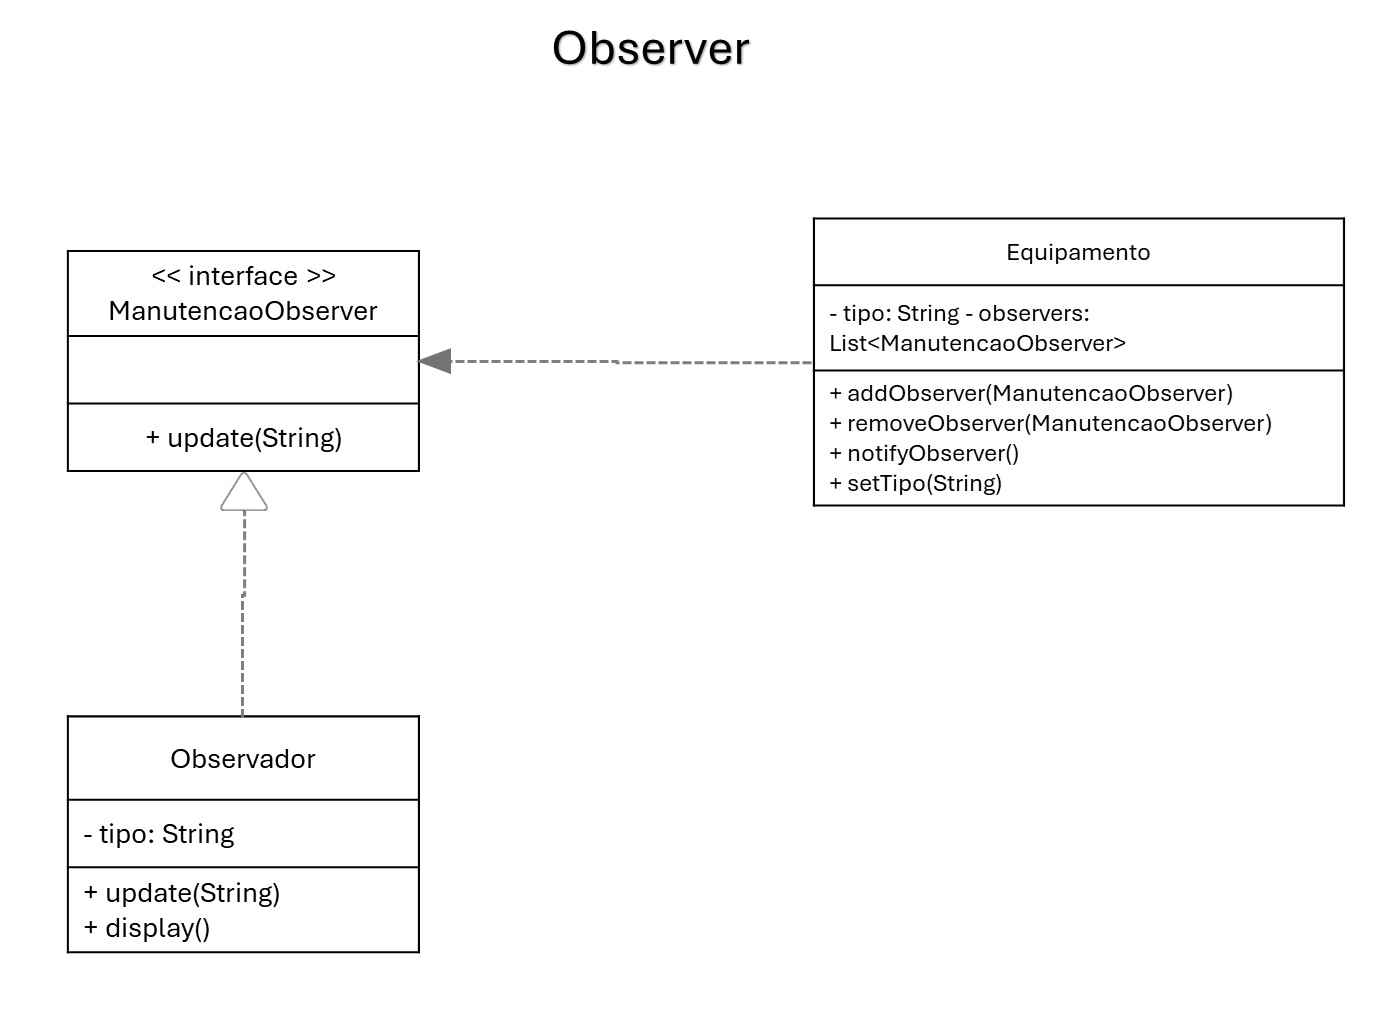 Observer
<< interface >>
ManutencaoObserver
+ update(String)
Equipamento
- tipo: String - observers:
List<ManutencaoObserver>
+ addObserver(ManutencaoObserver)
+ removeObserver(ManutencaoObserver)
+ notifyObserver()
+ setTipo(String)
Observador
- tipo: String
+ update(String)
+ display()